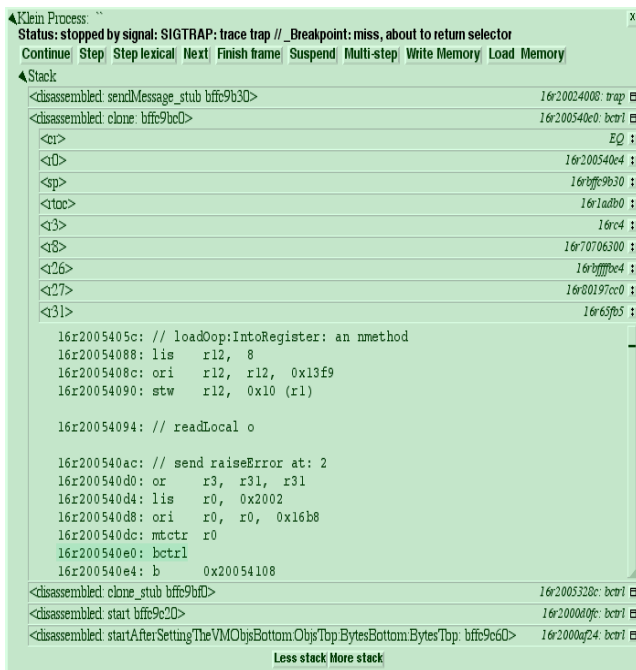 Klein Process: `` x
Status: stopped by signal: SIGTRAP: trace trap // _Breakpoint: miss, about to return selector
Continue Step Step lexical Next Finish frame Suspend Multi-step Write Memory Load Memory
Stack
<disassembled: sendMessage_stub bffc9b30> 16r20024008: trap
<disassembled: clone: bffc9bc0> 16r200540e0: bctrl
<cr> EQ :
<r0> 16r200540e4 :
<sp> 16rbffc9b30 :
<rtoc> 16r1adb0 :
<r3> 16rc4 :
<r8> 16r70706300 :
<r26> 16rbffffbe4 :
<r27> 16r80197cc0 :
<r31> 16r65fb5 :
16r2005405c: // loadOop:IntoRegister: an nmethod
16r20054088: lis r12, 8
16r2005408c: ori r12, r12, 0x13f9
16r20054090: stw r12, 0x10 (r1)
16r20054094: // readLocal o
16r200540ac: // send raiseError at: 2
16r200540d0: or r3, r31, r31
16r200540d4: lis r0, 0x2002
16r200540d8: ori r0, r0, 0x16b8
16r200540dc: mtctr r0
16r200540e0: bctrl
16r200540e4: b 0x20054108
<disassembled: clone_stub bffc9bf0> 16r2005328c: bctrl
<disassembled: start bffc9c20> 16r2000d0fc: bctrl
<disassembled: startAfterSettingTheVMObjsBottom:ObjsTop:BytesBottom:BytesTop: bffc9c60> 16r2000af24: bctrl
Less stack More stack